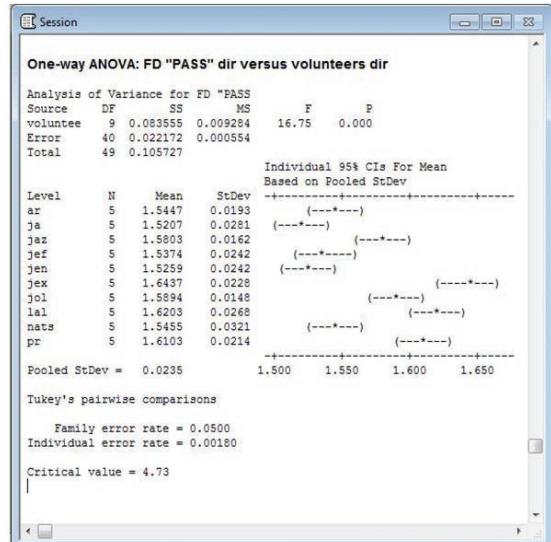 Session
One-way ANOVA: FD "PASS" dir versus volunteers dir
Analysis of Variance for FD "PASS
Source DF SS MS F P
voluntee 9 0.083555 0.009284 16.75 0.000
Error 40 0.022172 0.000554
Total 49 0.105727
Individual 95% CIs For Mean
Based on Pooled StDev
Level N Mean StDev -+---------+---------+---------+-----
ar 5 1.5447 0.0193 (---*---)
ja 5 1.5207 0.0281 (---*---)
jaz 5 1.5803 0.0162 (---*---)
jef 5 1.5374 0.0242 (---*----)
jen 5 1.5259 0.0242 (---*---)
jex 5 1.6437 0.0228 (----*---)
jol 5 1.5894 0.0148 (---*---)
lal 5 1.6203 0.0268 (---*---)
nats 5 1.5455 0.0321 (---*---)
pr 5 1.6103 0.0214 (---*---)
-+---------+---------+---------+-----
Pooled StDev = 0.0235 1.500 1.550 1.600 1.650
Tukey's pairwise comparisons
Family error rate = 0.0500
Individual error rate = 0.00180
Critical value = 4.73